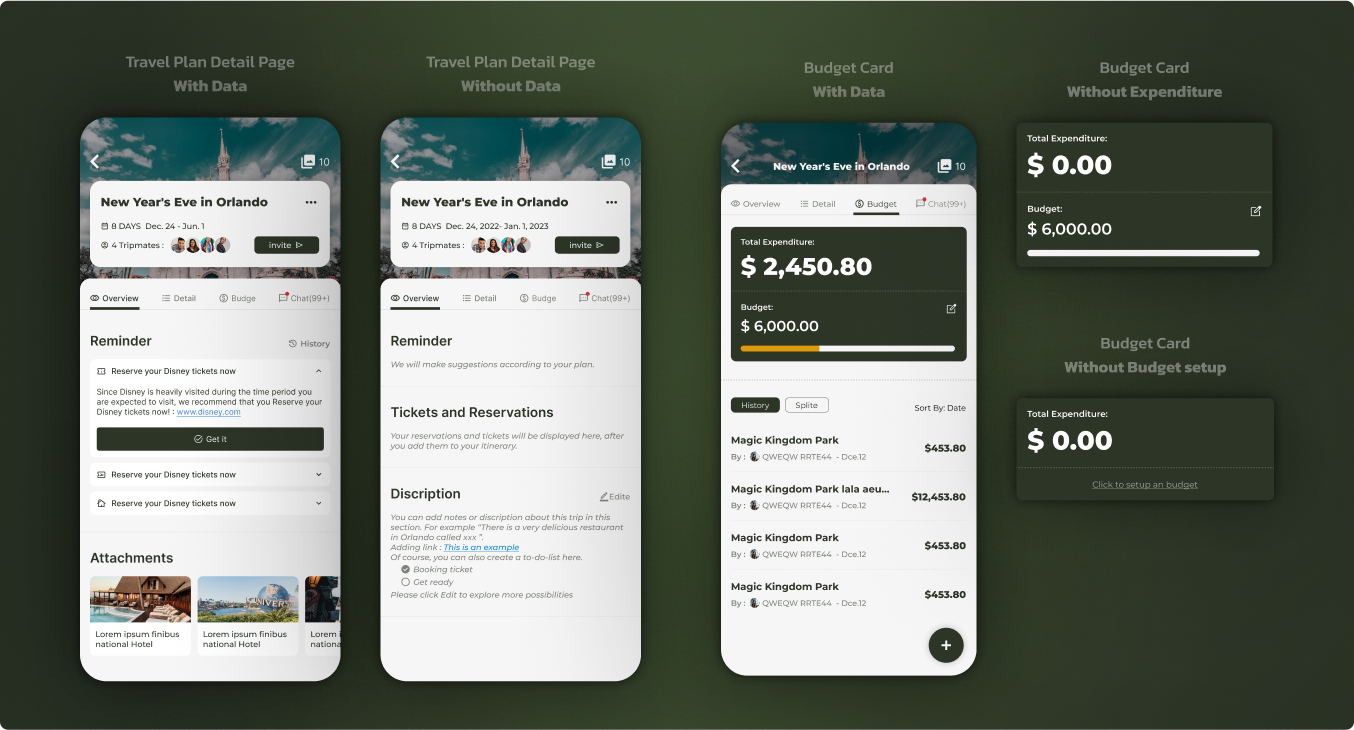 Travel Plan Detail Page
With Data
10
New Year's Eve in Orlando
8 DAYS Dec. 24 - Jun. 1
4 Tripmates :
invite
Overview
Detail
Budge
Chat(99+)
Reminder
History
Reserve your Disney tickets now
Since Disney is heavily visited during the time period you
are expected to visit, we recommend that you Reserve your
Disney tickets now! : www.disney.com
Get it
Reserve your Disney tickets now
Reserve your Disney tickets now
Attachments
UNIVER
Lorem ipsum finibus
national Hotel
Lorem ipsum finibus
national Hotel
Lorem i
nationa
Travel Plan Detail Page
Without Data
10
New Year's Eve in Orlando
8 DAYS Dec. 24, 2022- Jan. 1, 2023
4 Tripmates :
invite
Overview
Detail
Budge
Chat(99+)
Reminder
We will make suggestions according to your plan.
Tickets and Reservations
Your reservations and tickets will be displayed here, after
you add them to your itinerary.
Discription
Edite
You can add notes or discription about this trip in this
section. For example “There is a very delicious restaurant
in Orlando called xxx ”.
Adding link : This is an example
Of course, you can also create a to-do-list here.
Booking ticket
Get ready
Please click Edit to explore more possibilities
Budget Card
With Data
New Year's Eve in Orlando
10
Overview
Detail
Budget
Chat(99+)
Total Expenditure:
$ 2,450.80
Budget:
$ 6,000.00
History
Splite
Sort By: Date
Magic Kingdom Park
$453.80
By : QWEQW RRTE44 - Dce.12
Magic Kingdom Park lala aeu...
$12,453.80
By : QWEQW RRTE44 - Dce.12
Magic Kingdom Park
$453.80
By : QWEQW RRTE44 - Dce.12
Magic Kingdom Park
$453.80
By : QWEQW RRTE44 - Dce.12
+
Budget Card
Without Expenditure
Total Expenditure:
$ 0.00
Budget:
$ 6,000.00
Budget Card
Without Budget setup
Total Expenditure:
$ 0.00
Click to setup an budget